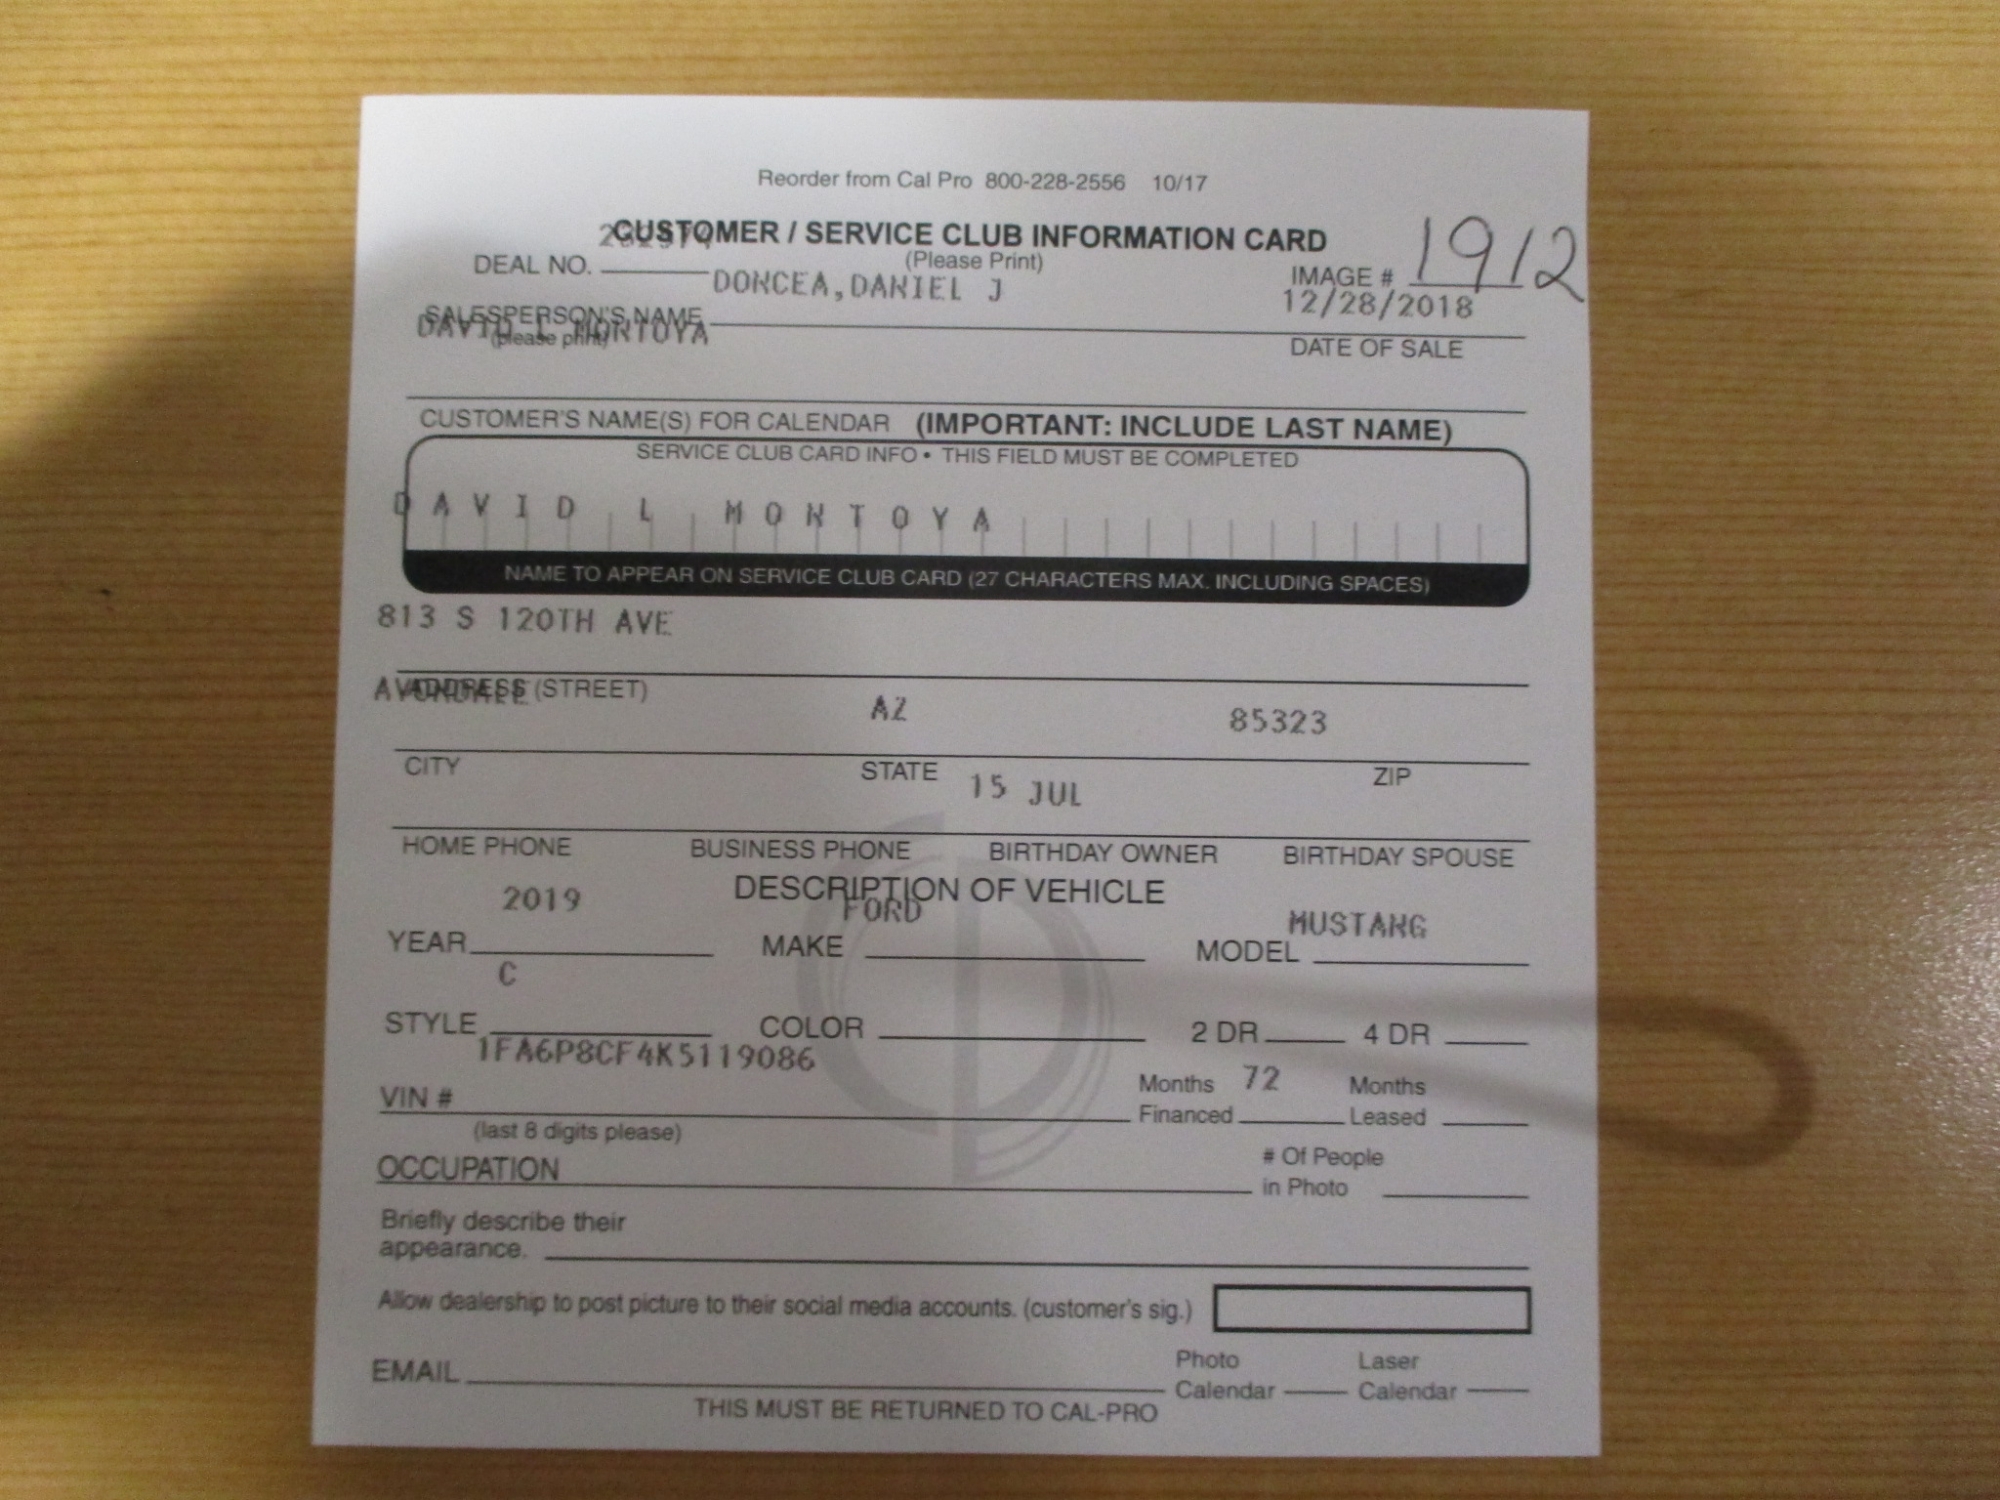 Reorder from Cal Pro 800-228-2556 10/17
CUSTOMER / SERVICE CLUB INFORMATION CARD
(Please Print)
DEAL NO.
IMAGE # 1912
DONCEA, DANIEL J
12/28/2018
SALESPERSON'S NAME
(please print)
DATE OF SALE
DAVID L MONTOYA
CUSTOMER'S NAME(S) FOR CALENDAR (IMPORTANT: INCLUDE LAST NAME)
SERVICE CLUB CARD INFO • THIS FIELD MUST BE COMPLETED
DAVID L MONTOYA
NAME TO APPEAR ON SERVICE CLUB CARD (27 CHARACTERS MAX. INCLUDING SPACES)
813 S 120TH AVE
ADDRESS (STREET)
AVONDALE AZ 85323
CITY STATE ZIP
15 JUL
HOME PHONE BUSINESS PHONE BIRTHDAY OWNER BIRTHDAY SPOUSE
DESCRIPTION OF VEHICLE
2019 FORD MUSTANG
YEAR MAKE MODEL
C
STYLE COLOR 2 DR 4 DR
1FA6P8CF4K5119086
VIN # Months Financed 72 Months Leased
(last 8 digits please)
OCCUPATION # Of People in Photo
Briefly describe their
appearance.
Allow dealership to post picture to their social media accounts. (customer's sig.)
EMAIL Photo Calendar Laser Calendar
THIS MUST BE RETURNED TO CAL-PRO